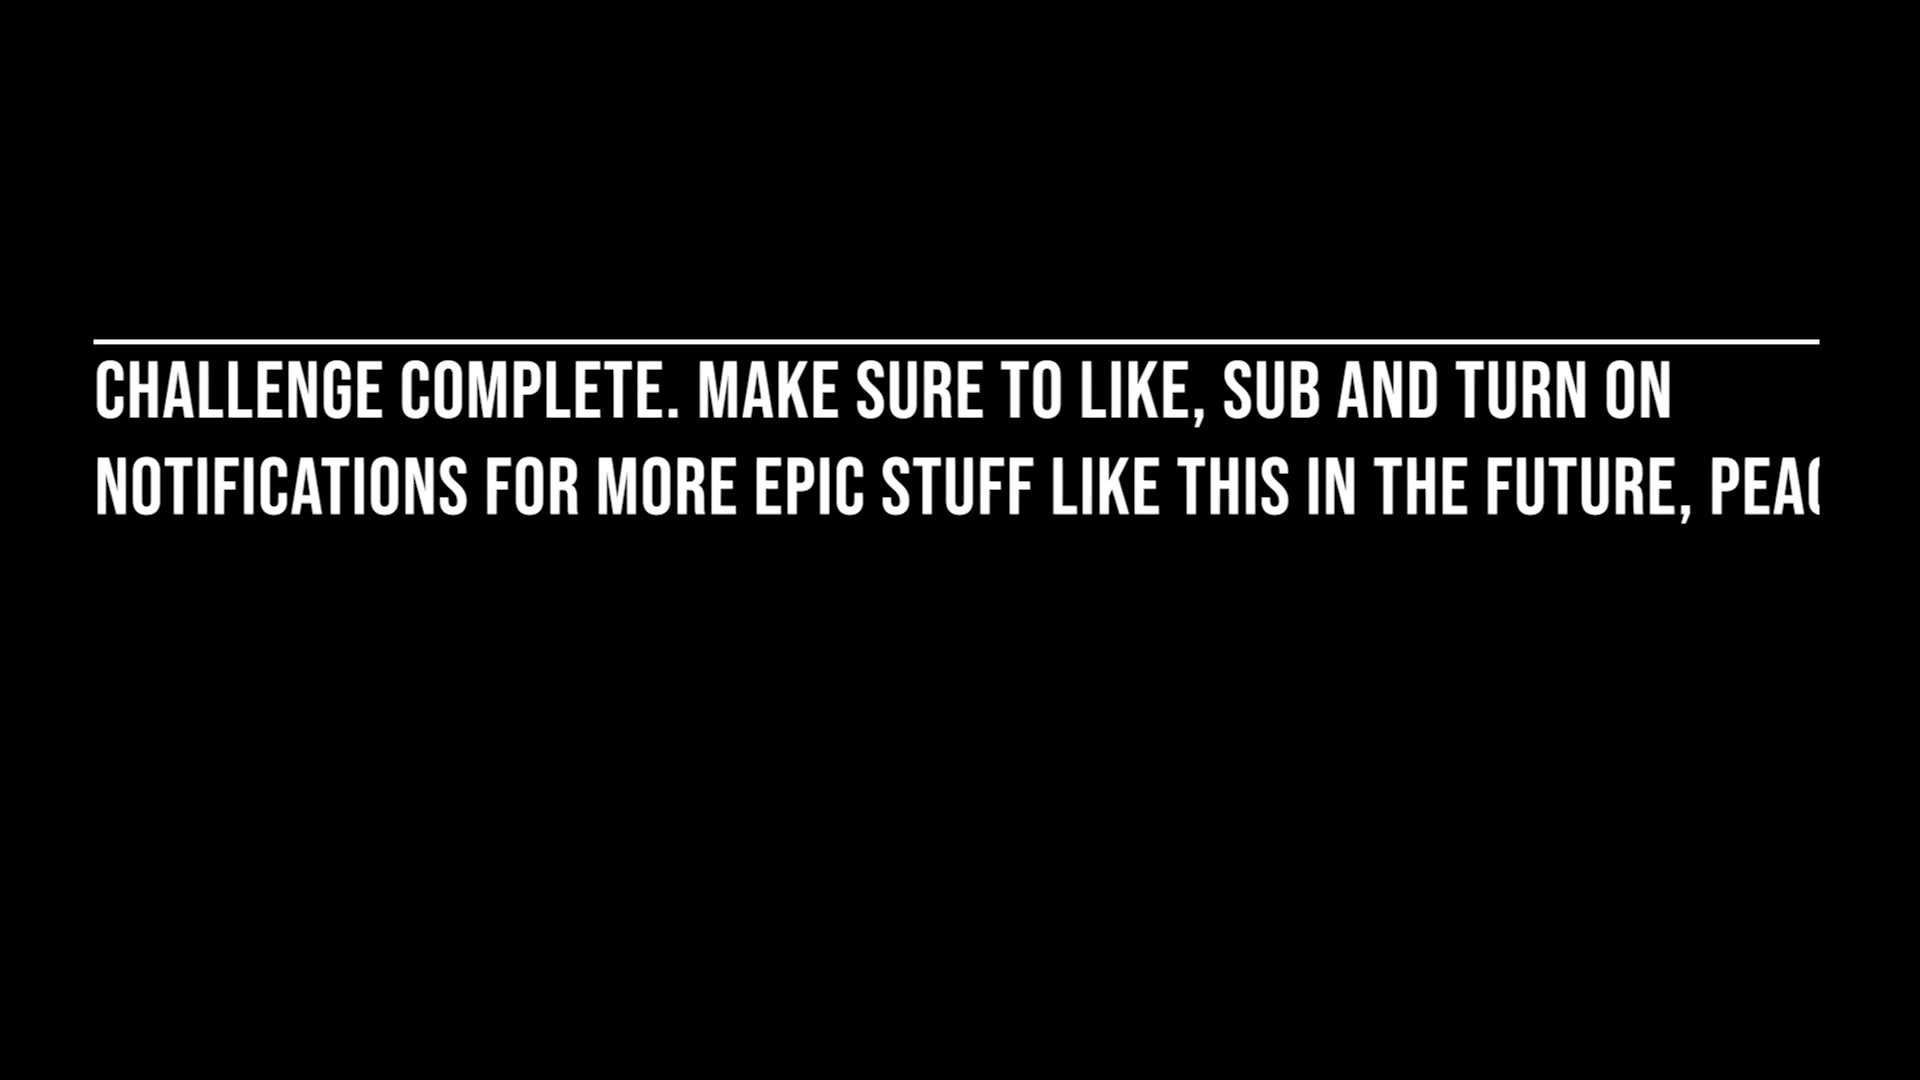 CHALLENGE COMPLETE. MAKE SURE TO LIKE, SUB AND TURN ON
NOTIFICATIONS FOR MORE EPIC STUFF LIKE THIS IN THE FUTURE, PEAC